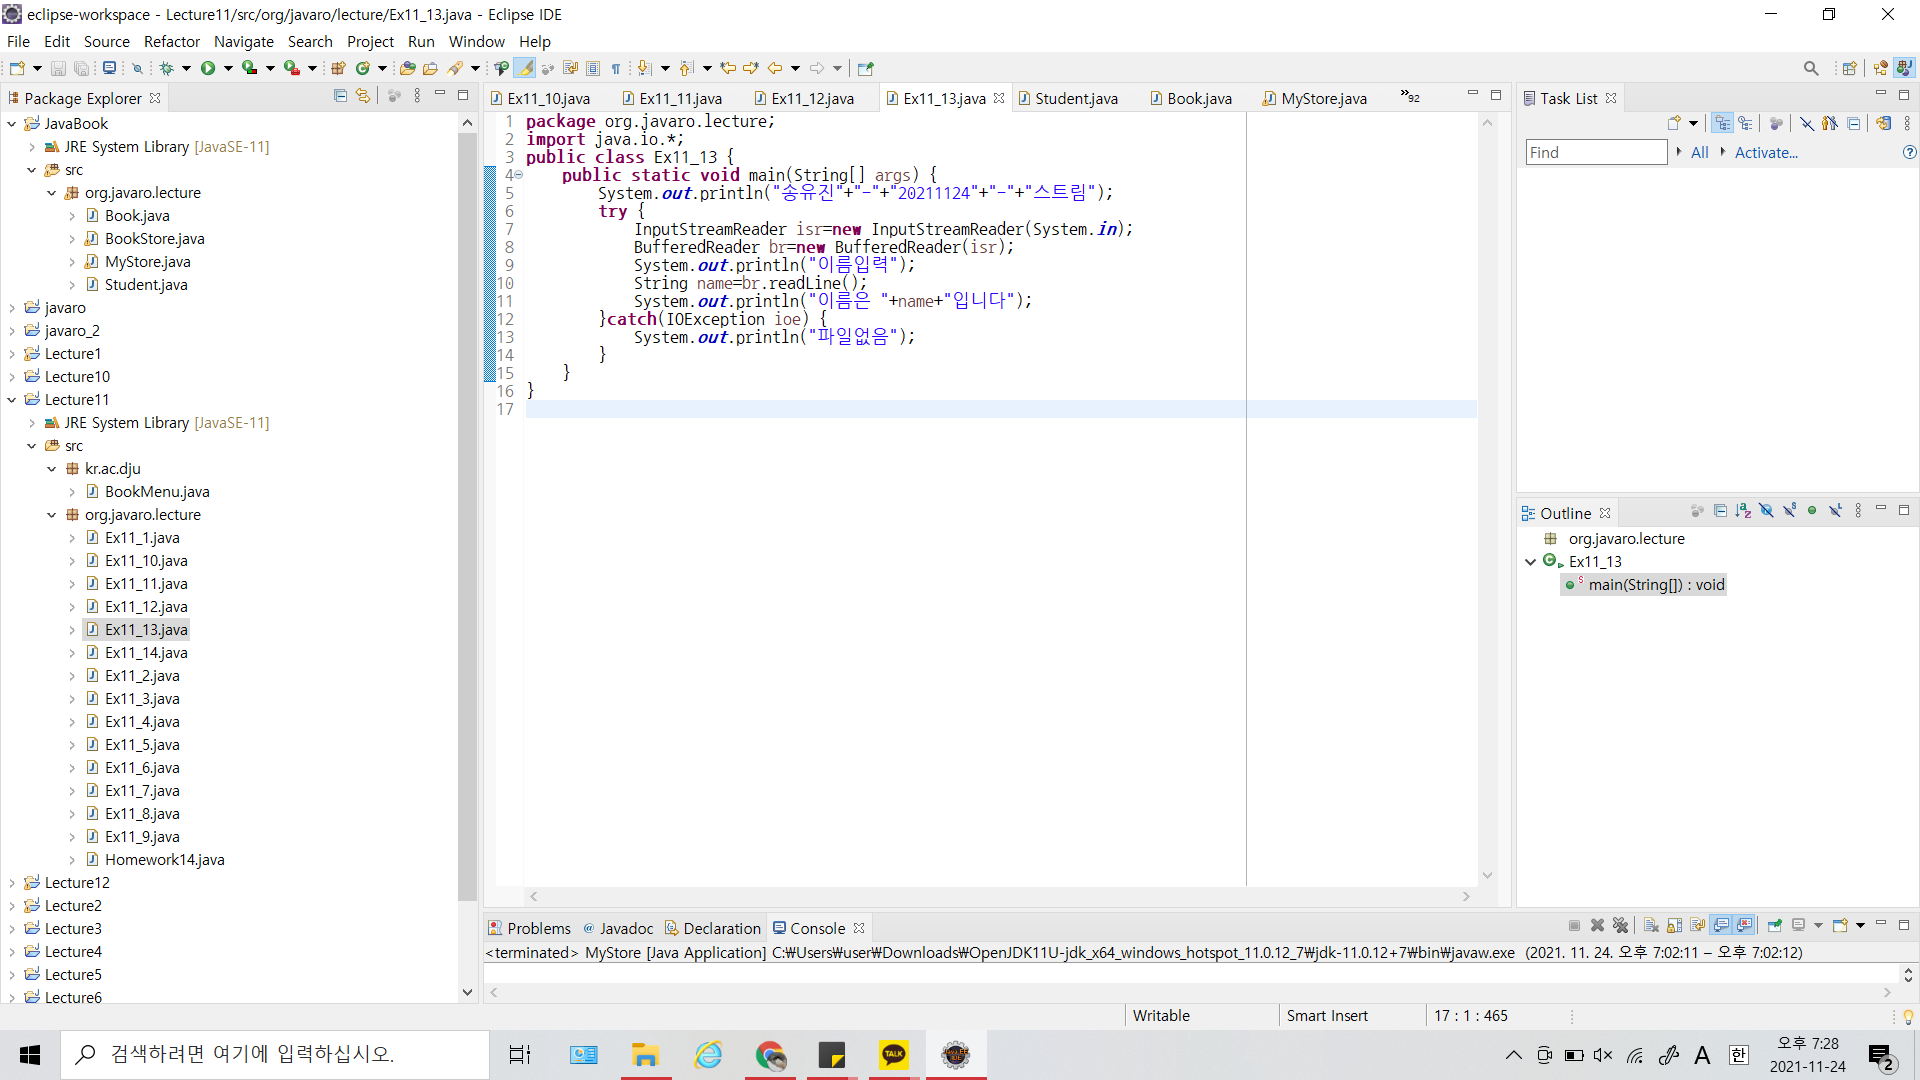 eclipse-workspace - Lecture11/src/org/javaro/lecture/Ex11_13.java - Eclipse IDE
File Edit Source Refactor Navigate Search Project Run Window Help
Package Explorer
JavaBook
JRE System Library [JavaSE-11]
src
org.javaro.lecture
Book.java
BookStore.java
MyStore.java
Student.java
javaro
javaro_2
Lecture1
Lecture10
Lecture11
JRE System Library [JavaSE-11]
src
kr.ac.dju
BookMenu.java
org.javaro.lecture
Ex11_1.java
Ex11_10.java
Ex11_11.java
Ex11_12.java
Ex11_13.java
Ex11_14.java
Ex11_2.java
Ex11_3.java
Ex11_4.java
Ex11_5.java
Ex11_6.java
Ex11_7.java
Ex11_8.java
Ex11_9.java
Homework14.java
Lecture12
Lecture2
Lecture3
Lecture4
Lecture5
Lecture6
Ex11_10.java Ex11_11.java Ex11_12.java Ex11_13.java Student.java Book.java MyStore.java »92
1 package org.javaro.lecture;
2 import java.io.*;
3 public class Ex11_13 {
4 public static void main(String[] args) {
5 System.out.println("송유진"+"-"+"20211124"+"-"+"스트림");
6 try {
7 InputStreamReader isr=new InputStreamReader(System.in);
8 BufferedReader br=new BufferedReader(isr);
9 System.out.println("이름입력");
10 String name=br.readLine();
11 System.out.println("이름은 "+name+"입니다");
12 }catch(IOException ioe) {
13 System.out.println("파일없음");
14 }
15 }
16 }
17
Task List
Find All Activate...
Outline
org.javaro.lecture
Ex11_13
main(String[]) : void
Problems @ Javadoc Declaration Console
<terminated> MyStore [Java Application] C:₩Users₩user₩Downloads₩OpenJDK11U-jdk_x64_windows_hotspot_11.0.12_7₩jdk-11.0.12+7₩bin₩javaw.exe (2021. 11. 24. 오후 7:02:11 – 오후 7:02:12)
Writable Smart Insert 17 : 1 : 465
검색하려면 여기에 입력하십시오.
TALK
A 한
오후 7:28
2021-11-24
2